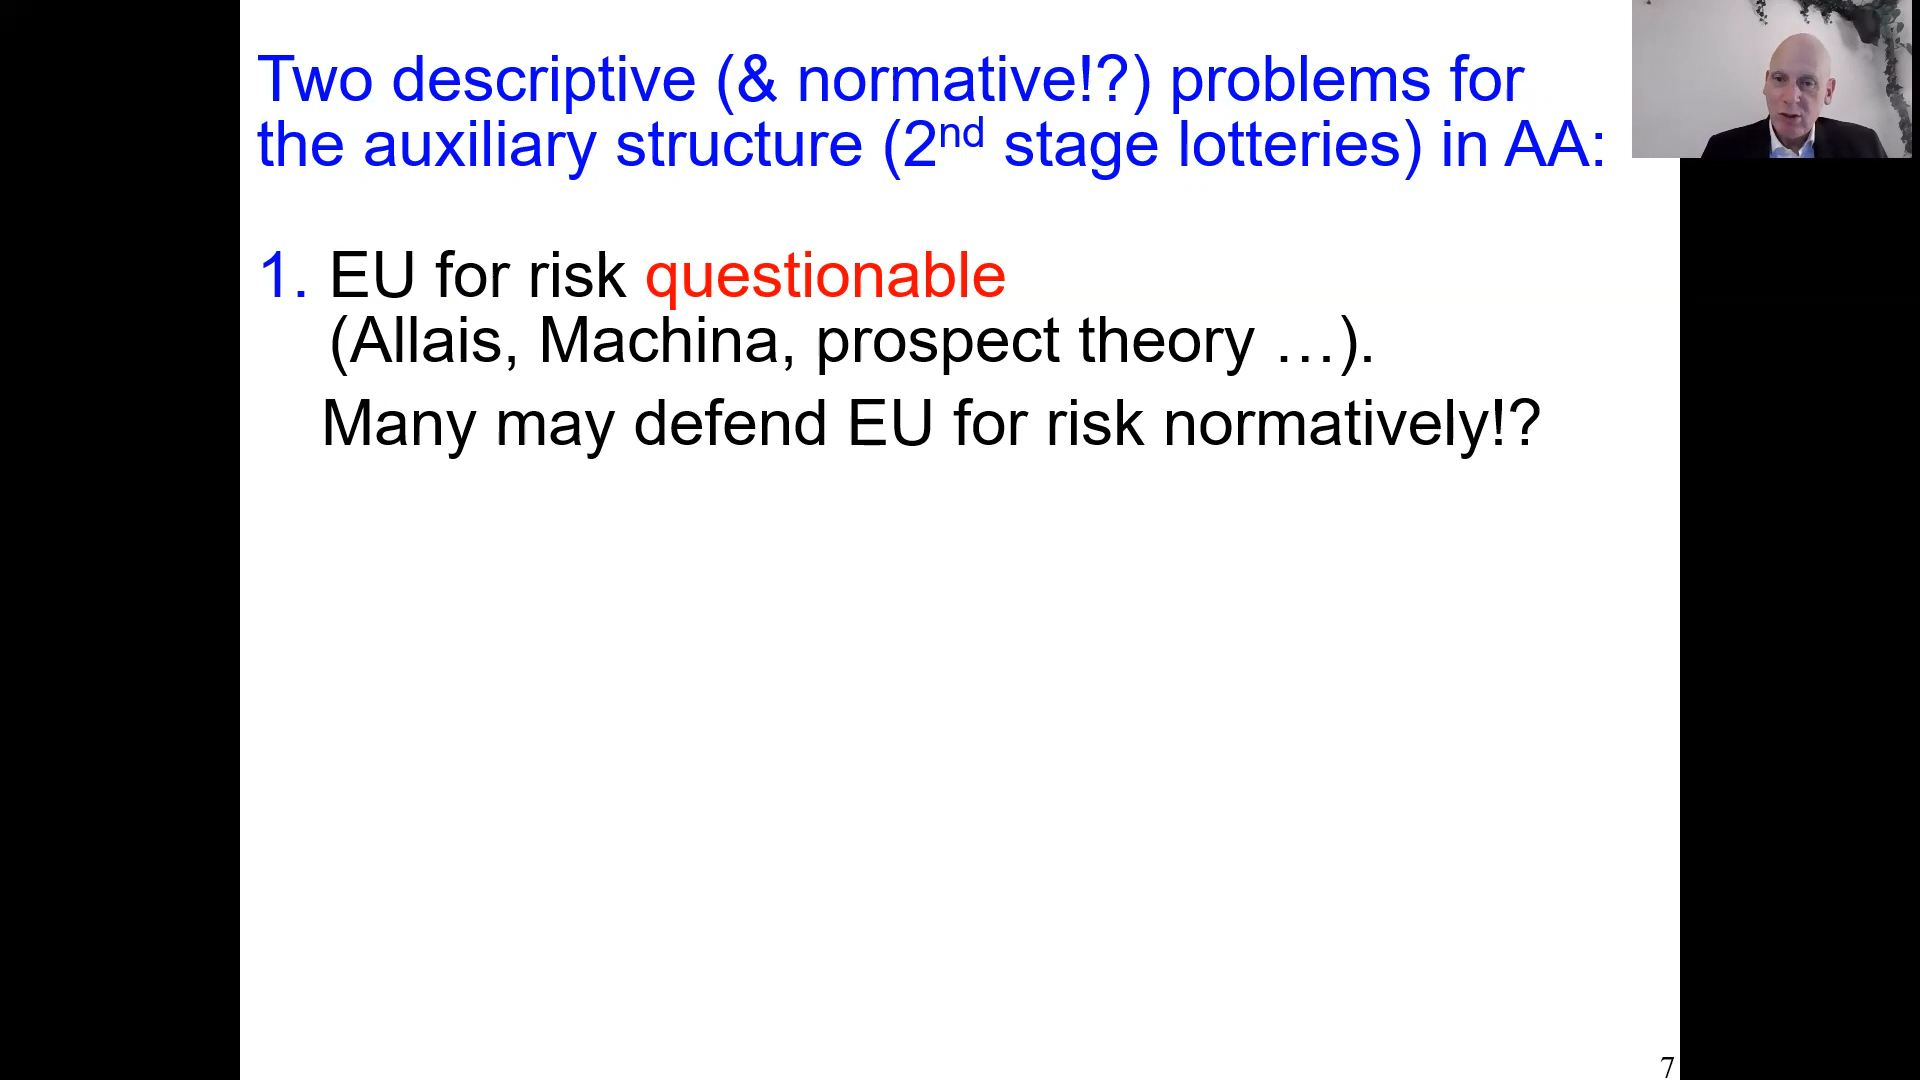 Two descriptive (& normative!?) problems for
the auxiliary structure (2nd stage lotteries) in AA:
1. EU for risk questionable
(Allais, Machina, prospect theory …).
Many may defend EU for risk normatively!?
7